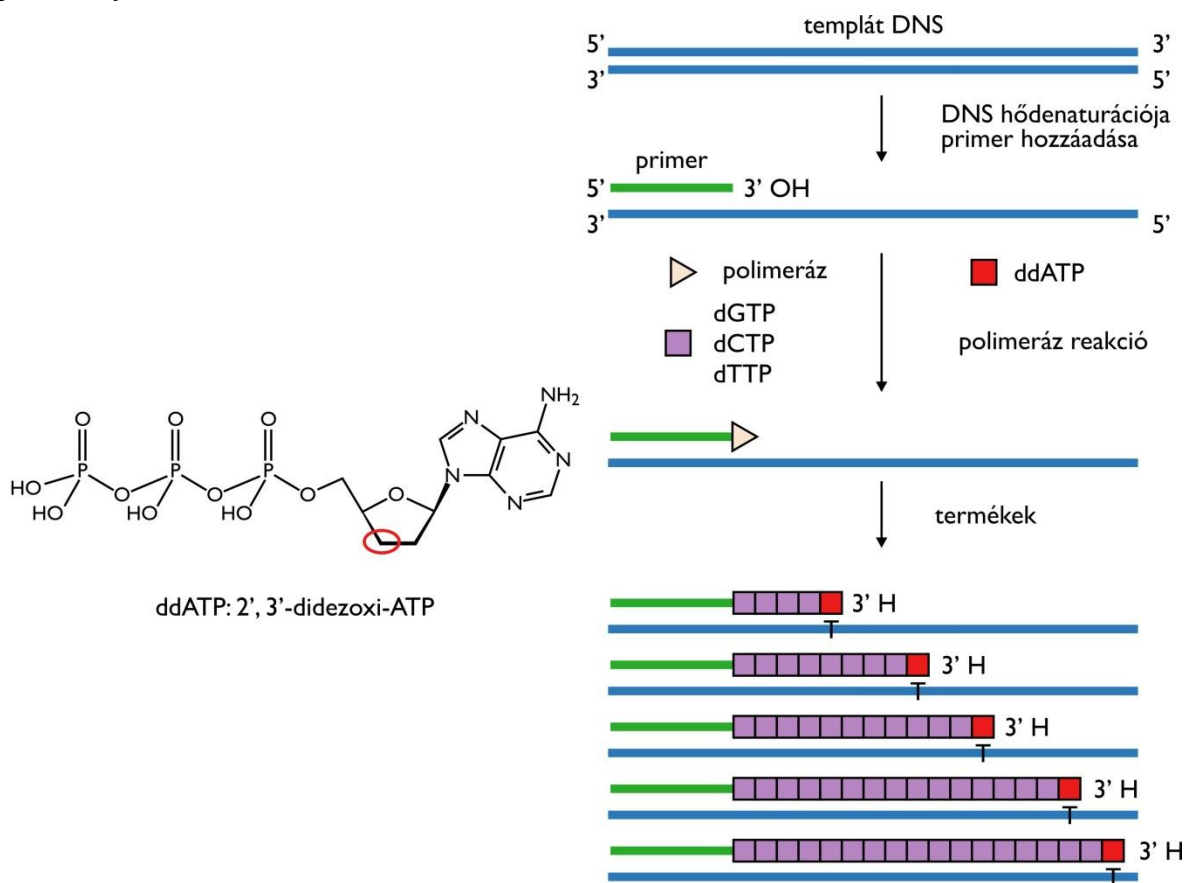 templát DNS
5’
3’
3’
5’
DNS hődenaturációja
primer hozzáadása
primer
5’
3’ OH
3’
5’
polimeráz
ddATP
dGTP
dCTP
dTTP
polimeráz reakció
NH₂
O
O
O
N
N
HO
P
O
P
O
P
O
O
N
N
HO
HO
HO
termékek
ddATP: 2’, 3’-didezoxi-ATP
3’ H
T
3’ H
T
3’ H
T
3’ H
T
3’ H
T